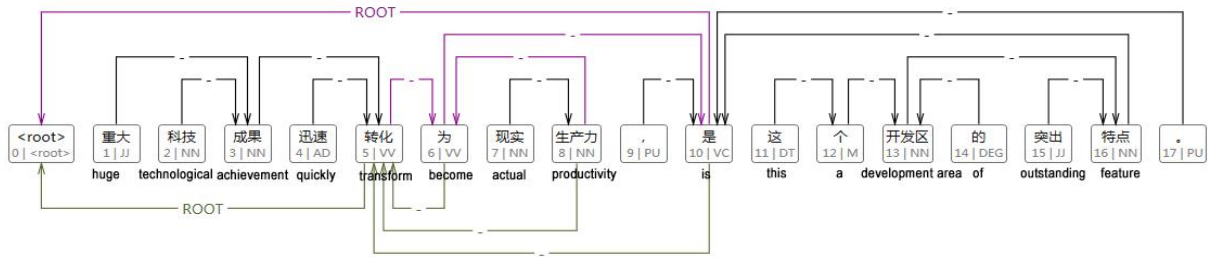 ROOT
- -
- - - - - - - - - - - -
<root> 重大 科技 成果 迅速 转化 为 现实 生产力 , 是 这 个 开发区 的 突出 特点 。
0 | <root> 1 | JJ 2 | NN 3 | NN 4 | AD 5 | VV 6 | VV 7 | NN 8 | NN 9 | PU 10 | VC 11 | DT 12 | M 13 | NN 14 | DEG 15 | JJ 16 | NN 17 | PU
huge technological achievement quickly transform become actual productivity is this a development area of outstanding feature
ROOT -
-
-